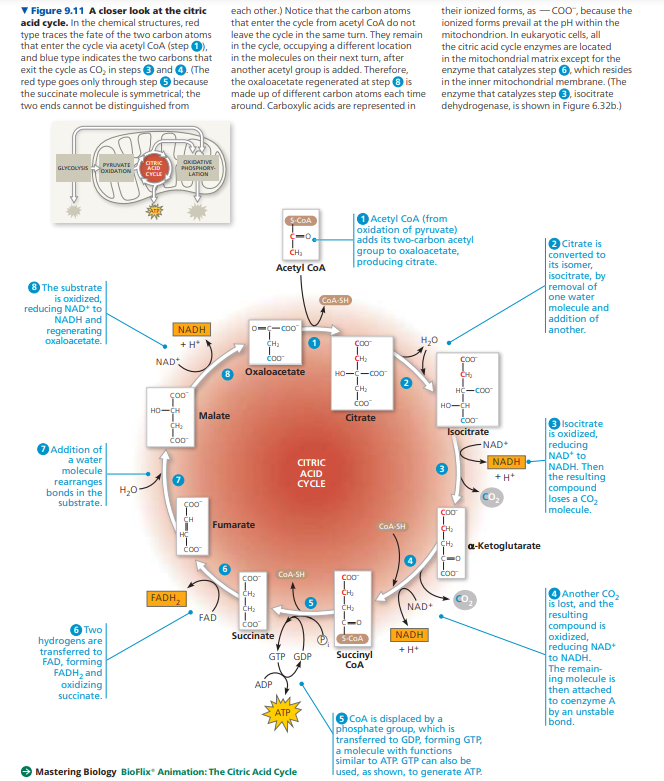 ▼ Figure 9.11 A closer look at the citric
acid cycle. In the chemical structures, red
type traces the fate of the two carbon atoms
that enter the cycle via acetyl CoA (step 1),
and blue type indicates the two carbons that
exit the cycle as CO₂ in steps 3 and 4. (The
red type goes only through step 5 because
the succinate molecule is symmetrical; the
two ends cannot be distinguished from
each other.) Notice that the carbon atoms
that enter the cycle from acetyl CoA do not
leave the cycle in the same turn. They remain
in the cycle, occupying a different location
in the molecules on their next turn, after
another acetyl group is added. Therefore,
the oxaloacetate regenerated at step 8 is
made up of different carbon atoms each time
around. Carboxylic acids are represented in
their ionized forms, as —COO⁻, because the
ionized forms prevail at the pH within the
mitochondrion. In eukaryotic cells, all
the citric acid cycle enzymes are located
in the mitochondrial matrix except for the
enzyme that catalyzes step 6, which resides
in the inner mitochondrial membrane. (The
enzyme that catalyzes step 3, isocitrate
dehydrogenase, is shown in Figure 6.32b.)
GLYCOLYSIS
PYRUVATE
OXIDATION
CITRIC
ACID
CYCLE
OXIDATIVE
PHOSPHORY-
LATION
ATP
S-CoA
C=O
CH₃
Acetyl CoA
1 Acetyl CoA (from
oxidation of pyruvate)
adds its two-carbon acetyl
group to oxaloacetate,
producing citrate.
2 Citrate is
converted to
its isomer,
isocitrate, by
removal of
one water
molecule and
addition of
another.
8 The substrate
is oxidized,
reducing NAD⁺ to
NADH and
regenerating
oxaloacetate.
CoA-SH
NADH
+ H⁺
NAD⁺
8
O=C—COO⁻
CH₂
COO⁻
Oxaloacetate
1
COO⁻
CH₂
HO—C—COO⁻
CH₂
COO⁻
Citrate
H₂O
2
COO⁻
CH₂
HC—COO⁻
HO—CH
COO⁻
Isocitrate
COO⁻
HO—CH
CH₂
COO⁻
Malate
3 Isocitrate
is oxidized,
reducing
NAD⁺ to
NADH. Then
the resulting
compound
loses a CO₂
molecule.
NAD⁺
NADH
+ H⁺
3
CO₂
7 Addition of
a water
molecule
rearranges
bonds in the
substrate.
H₂O
7
CITRIC
ACID
CYCLE
COO⁻
CH
HC
COO⁻
Fumarate
CoA-SH
COO⁻
CH₂
CH₂
C=O
COO⁻
α-Ketoglutarate
4
CO₂
NAD⁺
NADH
+ H⁺
4 Another CO₂
is lost, and the
resulting
compound is
oxidized,
reducing NAD⁺
to NADH.
The remain-
ing molecule is
then attached
to coenzyme A
by an unstable
bond.
6
FADH₂
FAD
COO⁻
CH₂
CH₂
COO⁻
Succinate
CoA-SH
5
COO⁻
CH₂
CH₂
C=O
S-CoA
Succinyl
CoA
Pᵢ
GTP GDP
ADP
ATP
6 Two
hydrogens are
transferred to
FAD, forming
FADH₂ and
oxidizing
succinate.
5 CoA is displaced by a
phosphate group, which is
transferred to GDP, forming GTP,
a molecule with functions
similar to ATP. GTP can also be
used, as shown, to generate ATP.
Mastering Biology BioFlix® Animation: The Citric Acid Cycle